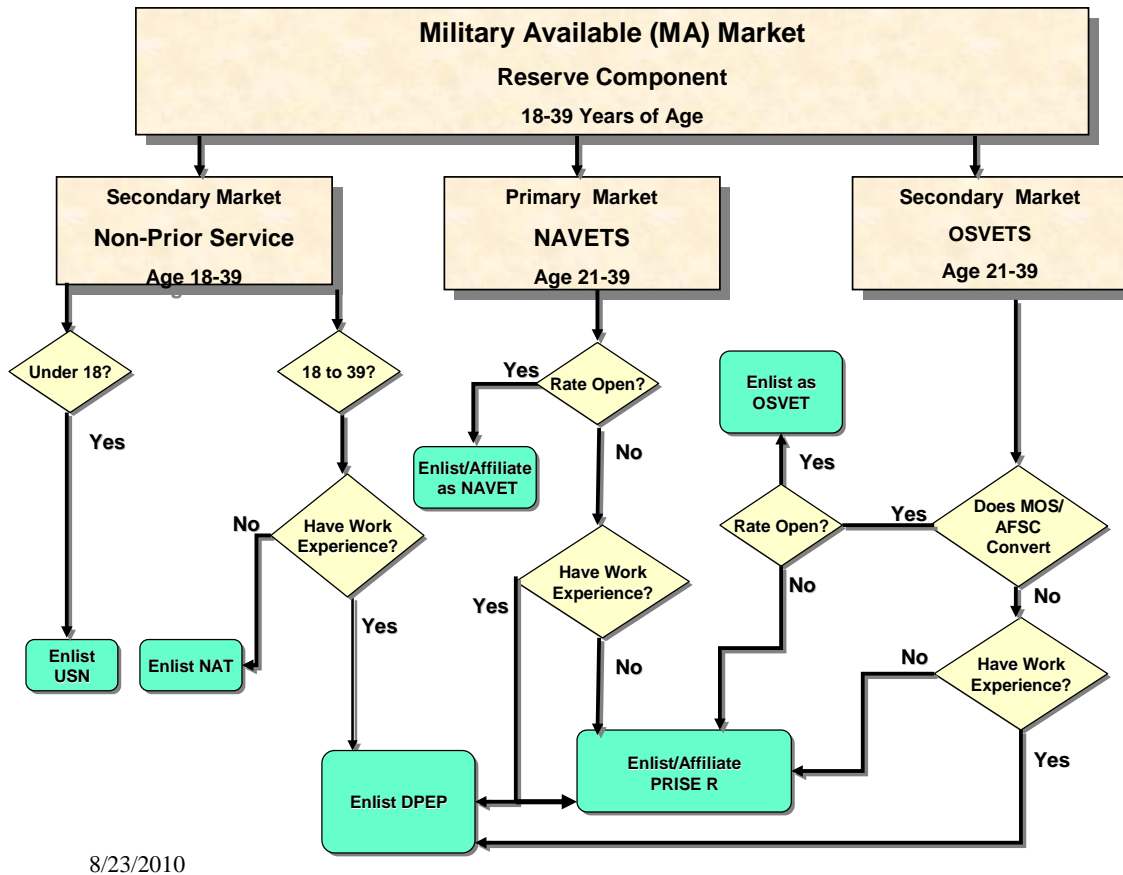 Military Available (MA) Market
Reserve Component
18-39 Years of Age
Secondary Market
Non-Prior Service
Age 18-39
Primary Market
NAVETS
Age 21-39
Secondary Market
OSVETS
Age 21-39
Under 18?
Yes
Enlist
USN
18 to 39?
Have Work
Experience?
No
Enlist NAT
Yes
Enlist DPEP
Rate Open?
Yes
Enlist/Affiliate
as NAVET
No
Have Work
Experience?
Yes
No
Enlist/Affiliate
PRISE R
Enlist as
OSVET
Yes
Rate Open?
No
Yes
Does MOS/
AFSC
Convert
No
Have Work
Experience?
No
Yes
8/23/2010